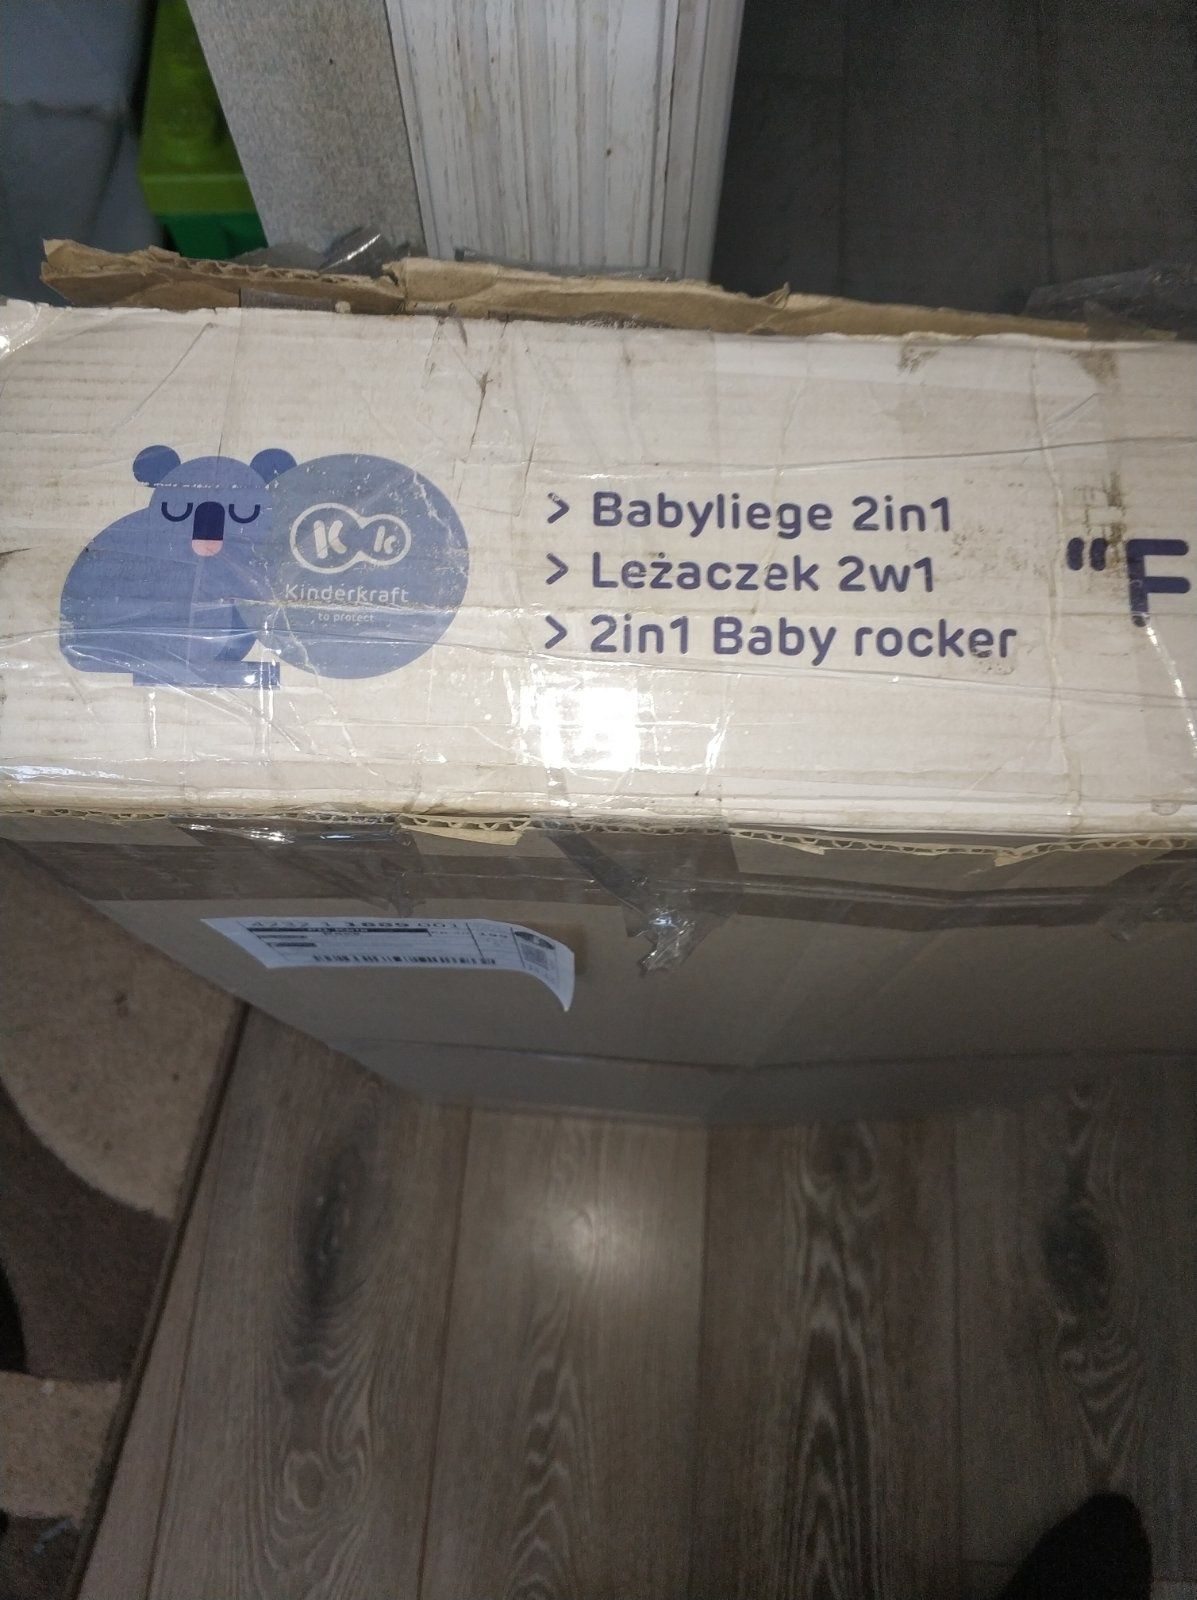 Kinderkraft
to protect
> Babyliege 2in1
> Leżaczek 2w1
> 2in1 Baby rocker
"F